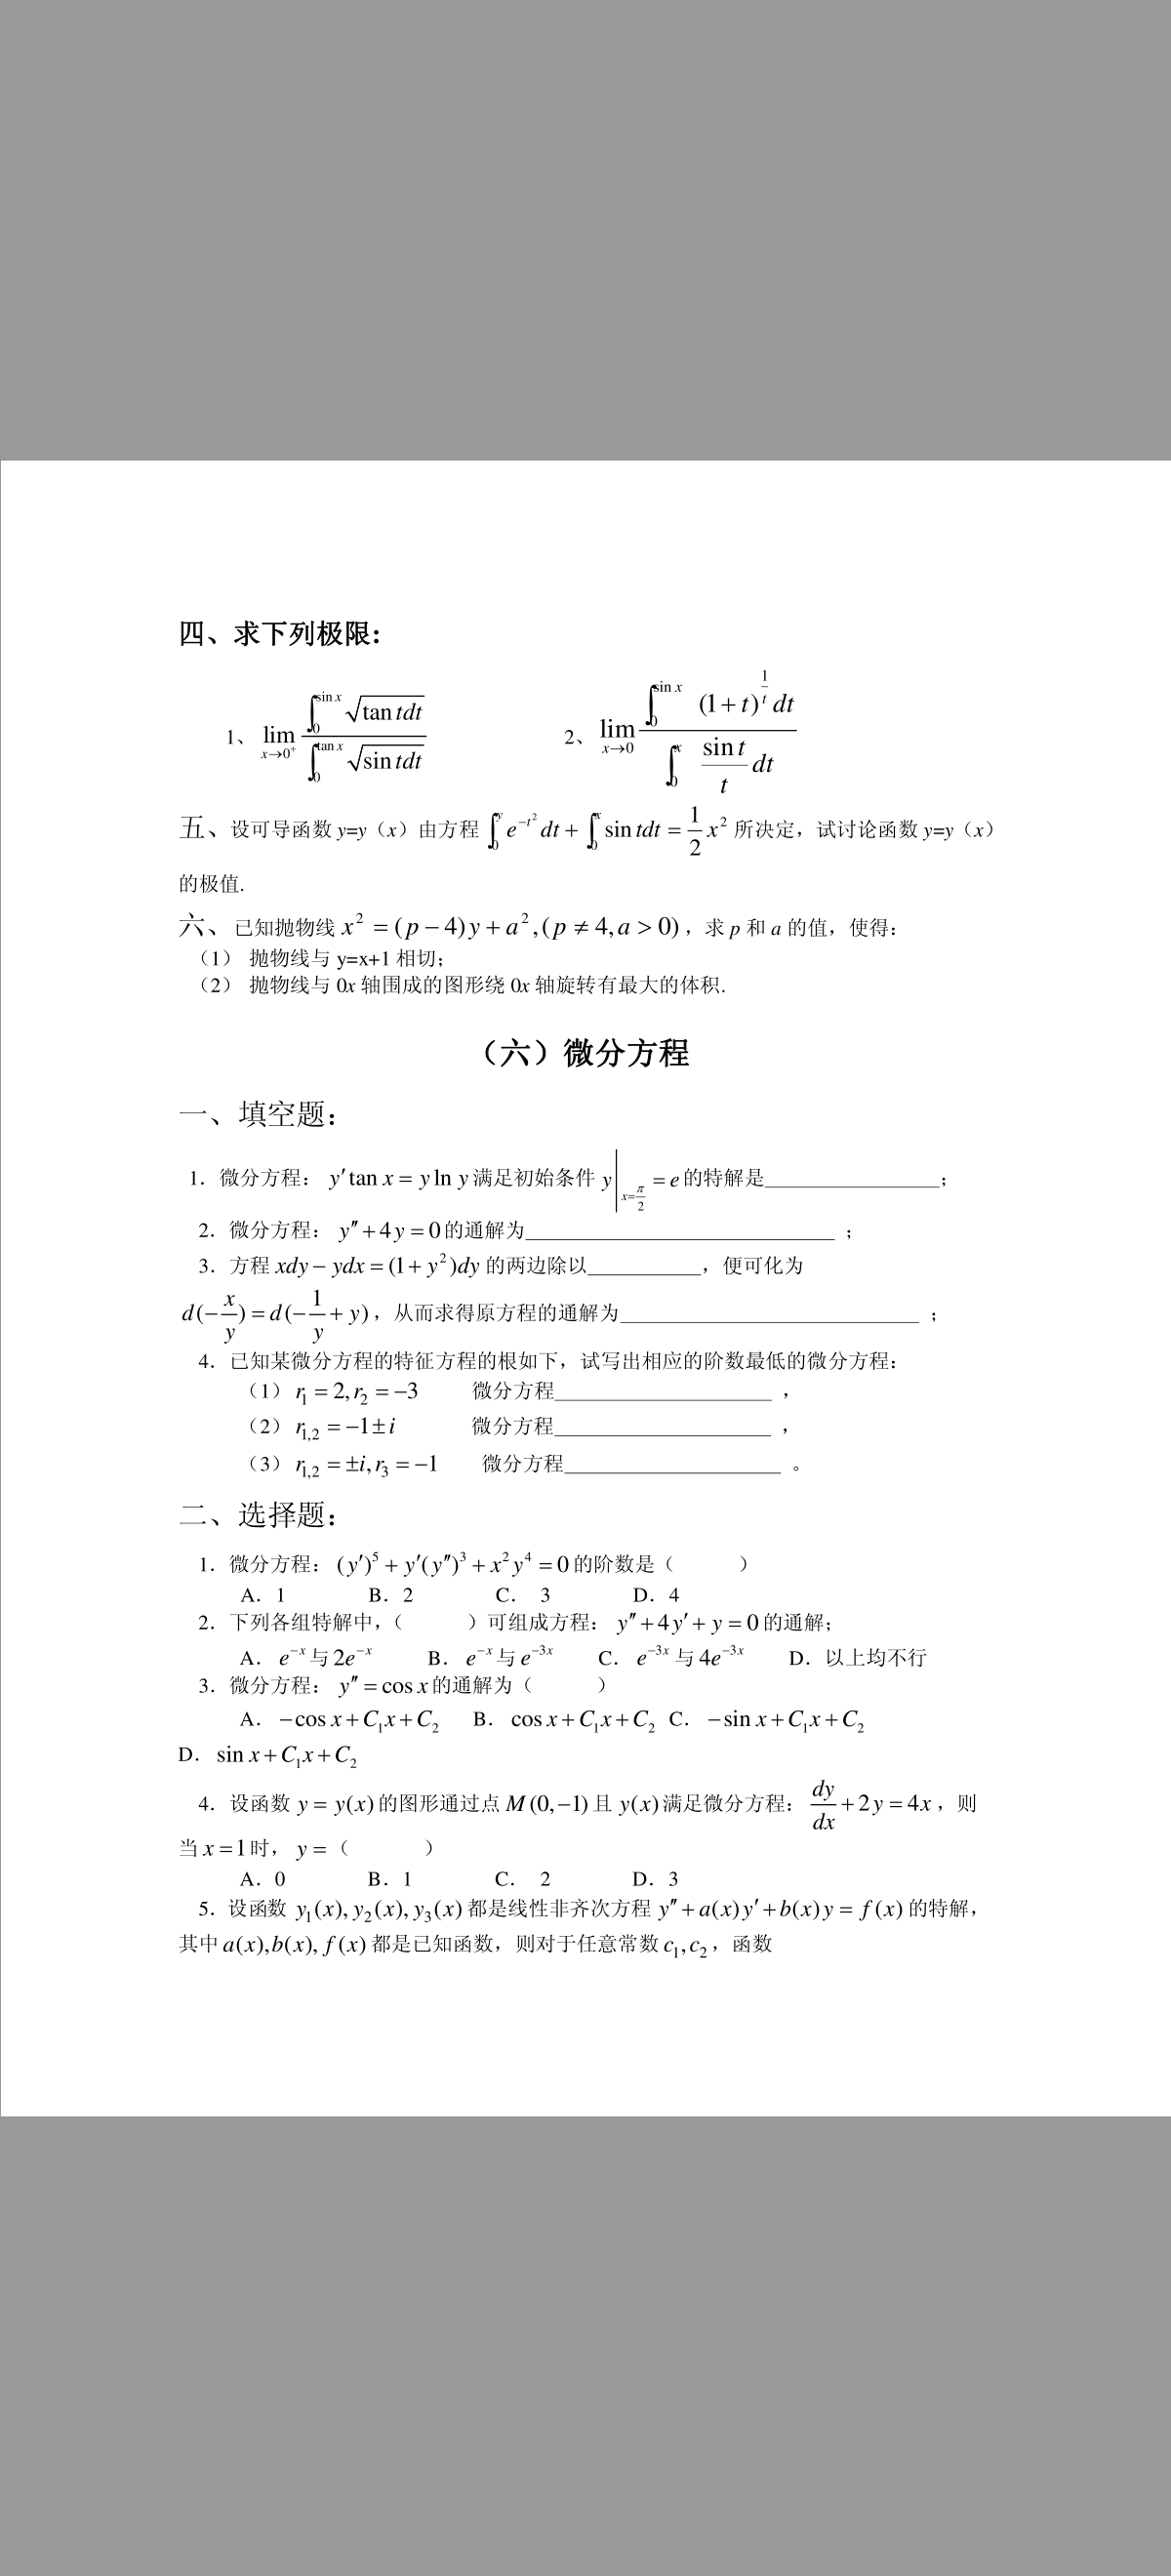 四、求下列极限:
1、 $\lim_{x \to 0^+} \frac{\int_0^{\sin x} \sqrt{\tan t} dt}{\int_0^{\tan x} \sqrt{\sin t} dt}$ 2、 $\lim_{x \to 0} \frac{\int_0^{\sin x} (1+t)^{\frac{1}{t}} dt}{\int_0^x \frac{\sin t}{t} dt}$
五、设可导函数 y=y（x）由方程 $\int_0^y e^{-t^2} dt + \int_0^x \sin t dt = \frac{1}{2} x^2$ 所决定，试讨论函数 y=y（x）
的极值.
六、已知抛物线 $x^2 = (p-4)y + a^2, (p \neq 4, a > 0)$，求 p 和 a 的值，使得：
（1） 抛物线与 y=x+1 相切；
（2） 抛物线与 0x 轴围成的图形绕 0x 轴旋转有最大的体积.
（六）微分方程
一、填空题：
1．微分方程： $y' \tan x = y \ln y$ 满足初始条件 $y|_{x=\frac{\pi}{2}} = e$ 的特解是__________________；
2．微分方程： $y'' + 4y = 0$ 的通解为______________________________ ；
3．方程 $xdy - ydx = (1+y^2)dy$ 的两边除以___________，便可化为
$d(-\frac{x}{y}) = d(-\frac{1}{y} + y)$，从而求得原方程的通解为_____________________________ ；
4．已知某微分方程的特征方程的根如下，试写出相应的阶数最低的微分方程：
（1） $r_1 = 2, r_2 = -3$ 微分方程_____________________ ，
（2） $r_{1,2} = -1 \pm i$ 微分方程_____________________ ，
（3） $r_{1,2} = \pm i, r_3 = -1$ 微分方程_____________________ 。
二、选择题：
1．微分方程： $(y')^5 + y'(y'')^3 + x^2 y^4 = 0$ 的阶数是（ ）
A．1 B．2 C． 3 D．4
2．下列各组特解中，（ ）可组成方程： $y'' + 4y' + y = 0$ 的通解；
A． $e^{-x}$ 与 $2e^{-x}$ B． $e^{-x}$ 与 $e^{-3x}$ C． $e^{-3x}$ 与 $4e^{-3x}$ D．以上均不行
3．微分方程： $y'' = \cos x$ 的通解为（ ）
A． $-\cos x + C_1 x + C_2$ B． $\cos x + C_1 x + C_2$ C． $-\sin x + C_1 x + C_2$
D． $\sin x + C_1 x + C_2$
4．设函数 $y = y(x)$ 的图形通过点 $M(0,-1)$ 且 $y(x)$ 满足微分方程： $\frac{dy}{dx} + 2y = 4x$，则
当 $x = 1$ 时， $y =$（ ）
A．0 B．1 C． 2 D．3
5．设函数 $y_1(x), y_2(x), y_3(x)$ 都是线性非齐次方程 $y'' + a(x)y' + b(x)y = f(x)$ 的特解，
其中 $a(x), b(x), f(x)$ 都是已知函数，则对于任意常数 $c_1, c_2$，函数